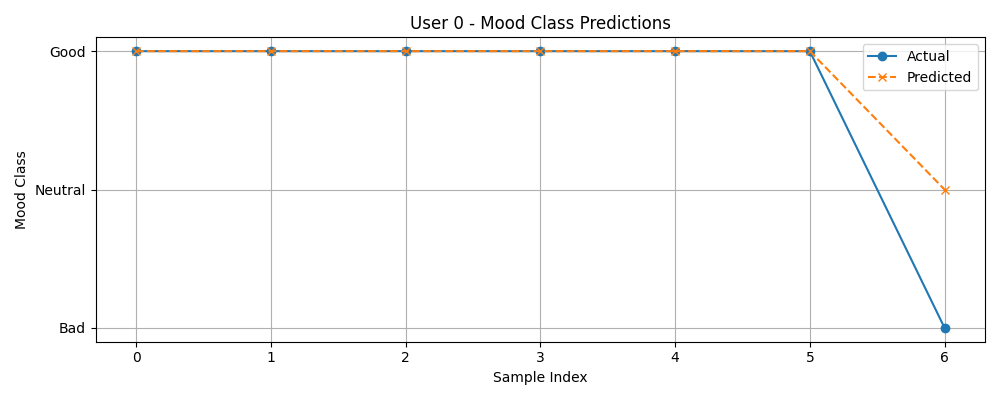 User 0 - Mood Class Predictions
Good
Neutral
Bad
Mood Class
Actual
Predicted
0 1 2 3 4 5 6
Sample Index